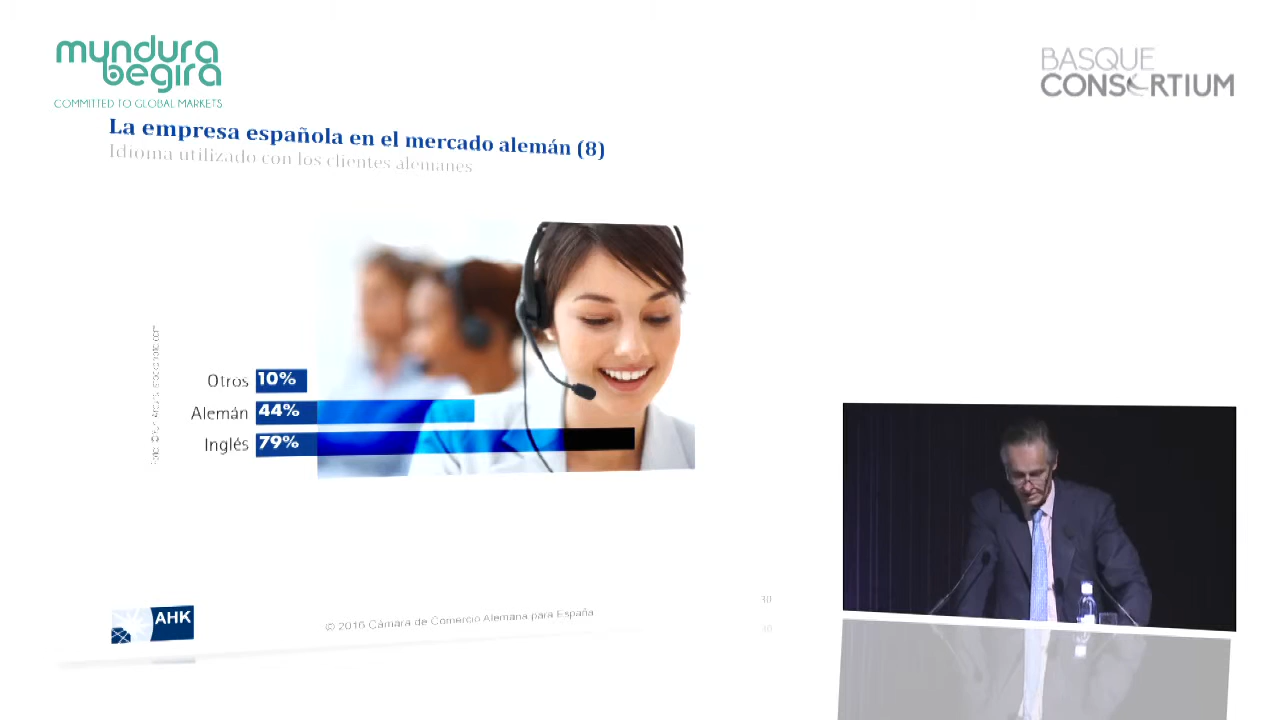 mundura
begira
COMMITTED TO GLOBAL MARKETS
BASQUE
CONSORTIUM
La empresa española en el mercado alemán (8)
Idioma utilizado con los clientes alemanes
Otros 10%
Alemán 44%
Inglés 79%
AHK
© 2016 Cámara de Comercio Alemana para España
30